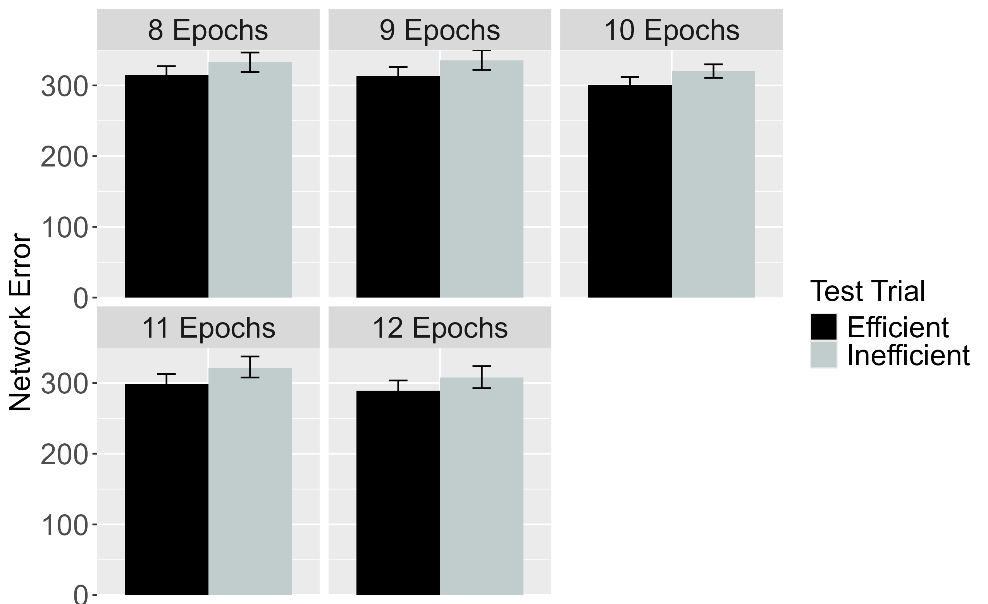 8 Epochs
9 Epochs
10 Epochs
300
200
100
0
11 Epochs
12 Epochs
300
200
100
0
Network Error
Test Trial
Efficient
Inefficient